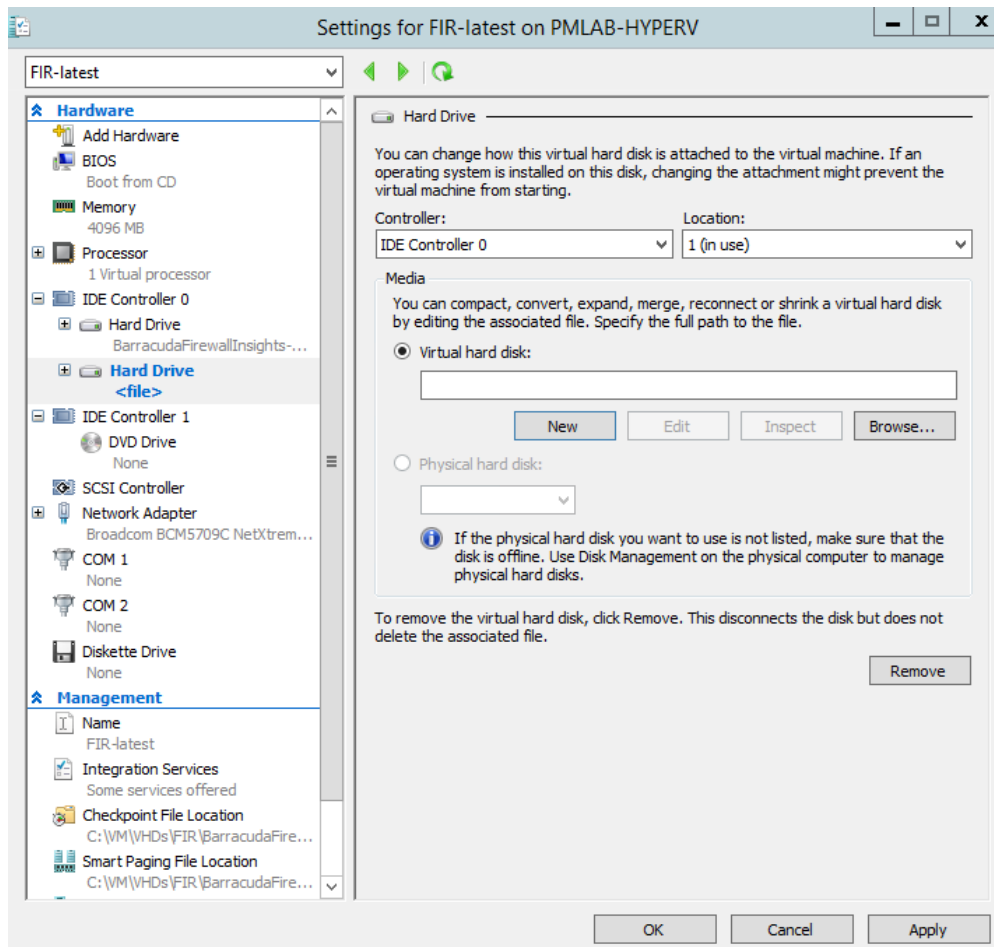 Settings for FIR-latest on PMLAB-HYPERV
FIR-latest
Hardware
Add Hardware
BIOS
Boot from CD
Memory
4096 MB
Processor
1 Virtual processor
IDE Controller 0
Hard Drive
BarracudaFirewallInsights-...
Hard Drive
<file>
IDE Controller 1
DVD Drive
None
SCSI Controller
Network Adapter
Broadcom BCM5709C NetXtrem...
COM 1
None
COM 2
None
Diskette Drive
None
Management
Name
FIR-latest
Integration Services
Some services offered
Checkpoint File Location
C:\VM\VHDs\FIR\BarracudaFire...
Smart Paging File Location
C:\VM\VHDs\FIR\BarracudaFire...
Hard Drive
You can change how this virtual hard disk is attached to the virtual machine. If an
operating system is installed on this disk, changing the attachment might prevent the
virtual machine from starting.
Controller:
Location:
IDE Controller 0
1 (in use)
Media
You can compact, convert, expand, merge, reconnect or shrink a virtual hard disk
by editing the associated file. Specify the full path to the file.
Virtual hard disk:
New
Edit
Inspect
Browse...
Physical hard disk:
If the physical hard disk you want to use is not listed, make sure that the
disk is offline. Use Disk Management on the physical computer to manage
physical hard disks.
To remove the virtual hard disk, click Remove. This disconnects the disk but does not
delete the associated file.
Remove
OK
Cancel
Apply